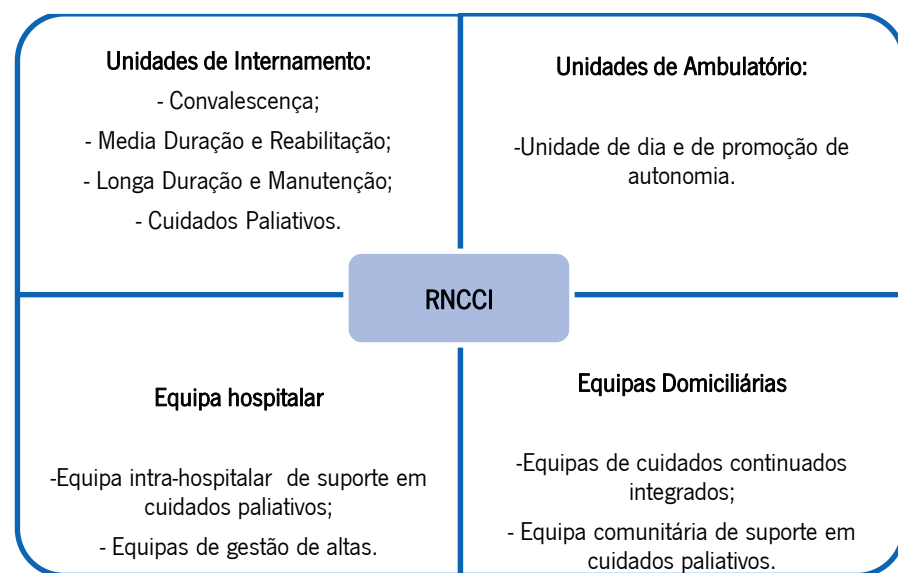 Unidades de Internamento:
- Convalescença;
- Media Duração e Reabilitação;
- Longa Duração e Manutenção;
- Cuidados Paliativos.
Unidades de Ambulatório:
-Unidade de dia e de promoção de
autonomia.
RNCCI
Equipa hospitalar
-Equipa intra-hospitalar de suporte em
cuidados paliativos;
- Equipas de gestão de altas.
Equipas Domiciliárias
-Equipas de cuidados continuados
integrados;
- Equipa comunitária de suporte em
cuidados paliativos.